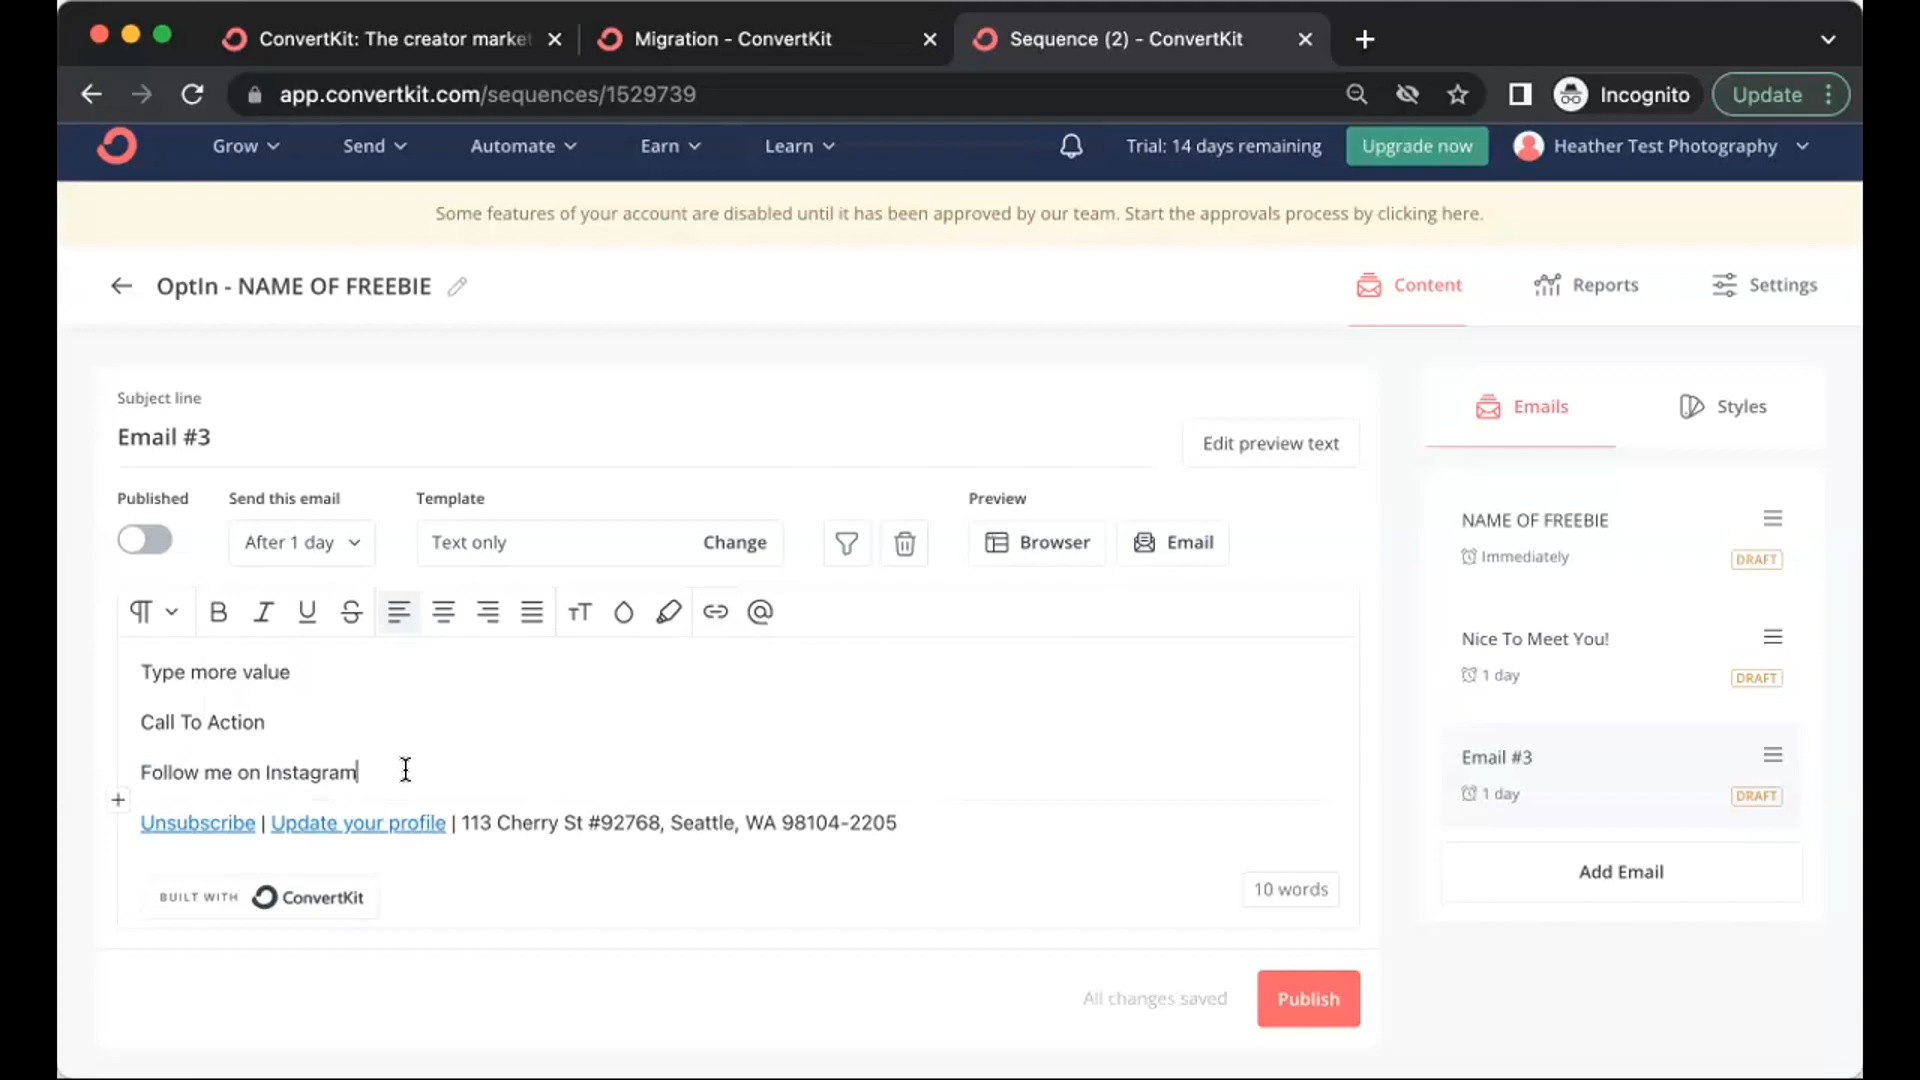 ConvertKit: The creator marke
Migration - ConvertKit
Sequence (2) - ConvertKit
app.convertkit.com/sequences/1529739
Incognito
Update
Grow
Send
Automate
Earn
Learn
Trial: 14 days remaining
Upgrade now
Heather Test Photography
Some features of your account are disabled until it has been approved by our team. Start the approvals process by clicking here.
OptIn - NAME OF FREEBIE
Content
Reports
Settings
Subject line
Email #3
Edit preview text
Emails
Styles
Published
Send this email
Template
Preview
After 1 day
Text only
Change
Browser
Email
NAME OF FREEBIE
Immediately
DRAFT
Nice To Meet You!
1 day
DRAFT
Email #3
1 day
DRAFT
Add Email
Type more value
Call To Action
Follow me on Instagram
Unsubscribe | Update your profile | 113 Cherry St #92768, Seattle, WA 98104-2205
BUILT WITH ConvertKit
10 words
All changes saved
Publish